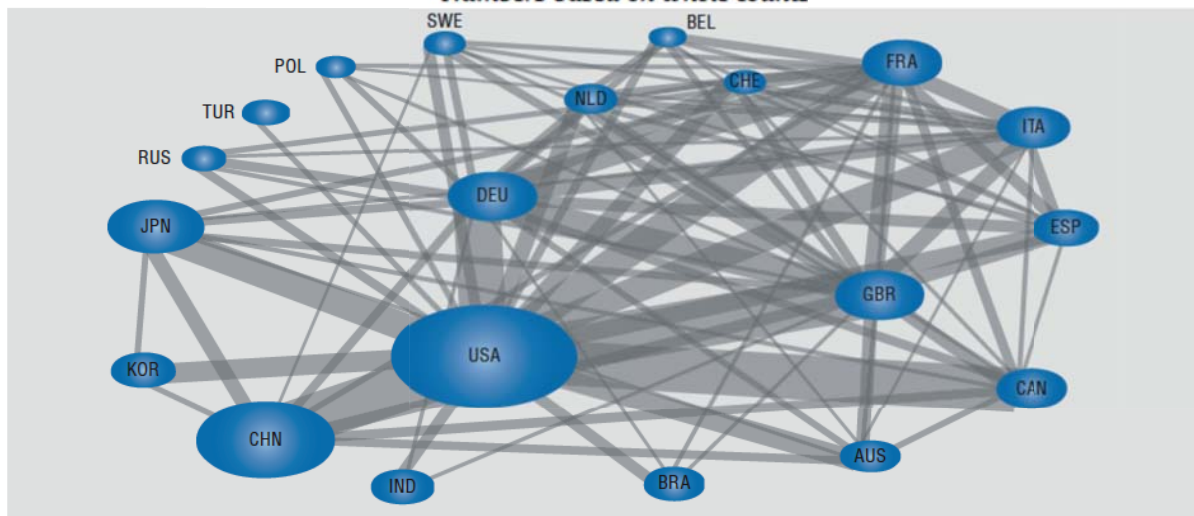 SWE
BEL
POL
FRA
CHE
NLD
TUR
ITA
RUS
DEU
JPN
ESP
GBR
USA
KOR
CAN
CHN
AUS
IND
BRA